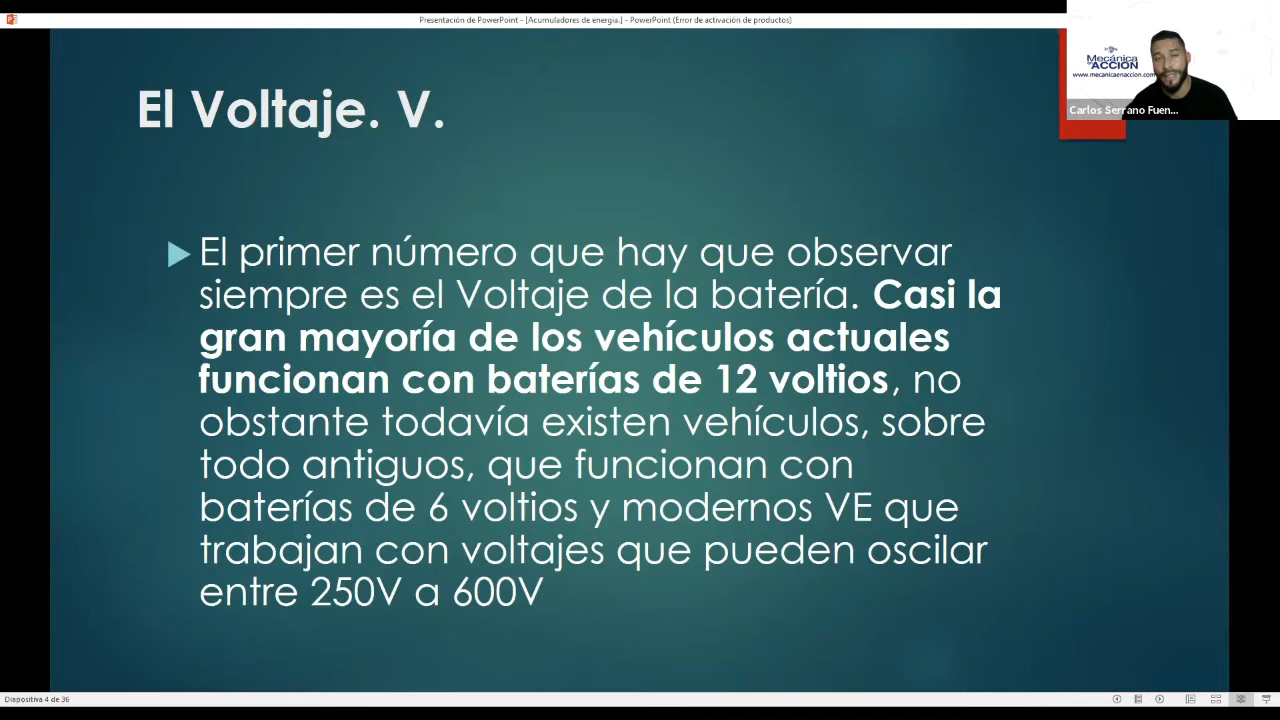 Presentación de PowerPoint - [Acumuladores de energia.] - PowerPoint (Error de activación de productos)
Mecánica
ACCION
www.mecanicaenaccion.com
Carlos Serrano Fuen...
El Voltaje. V.
El primer número que hay que observar
siempre es el Voltaje de la batería. Casi la
gran mayoría de los vehículos actuales
funcionan con baterías de 12 voltios, no
obstante todavía existen vehículos, sobre
todo antiguos, que funcionan con
baterías de 6 voltios y modernos VE que
trabajan con voltajes que pueden oscilar
entre 250V a 600V
Diapositiva 4 de 36